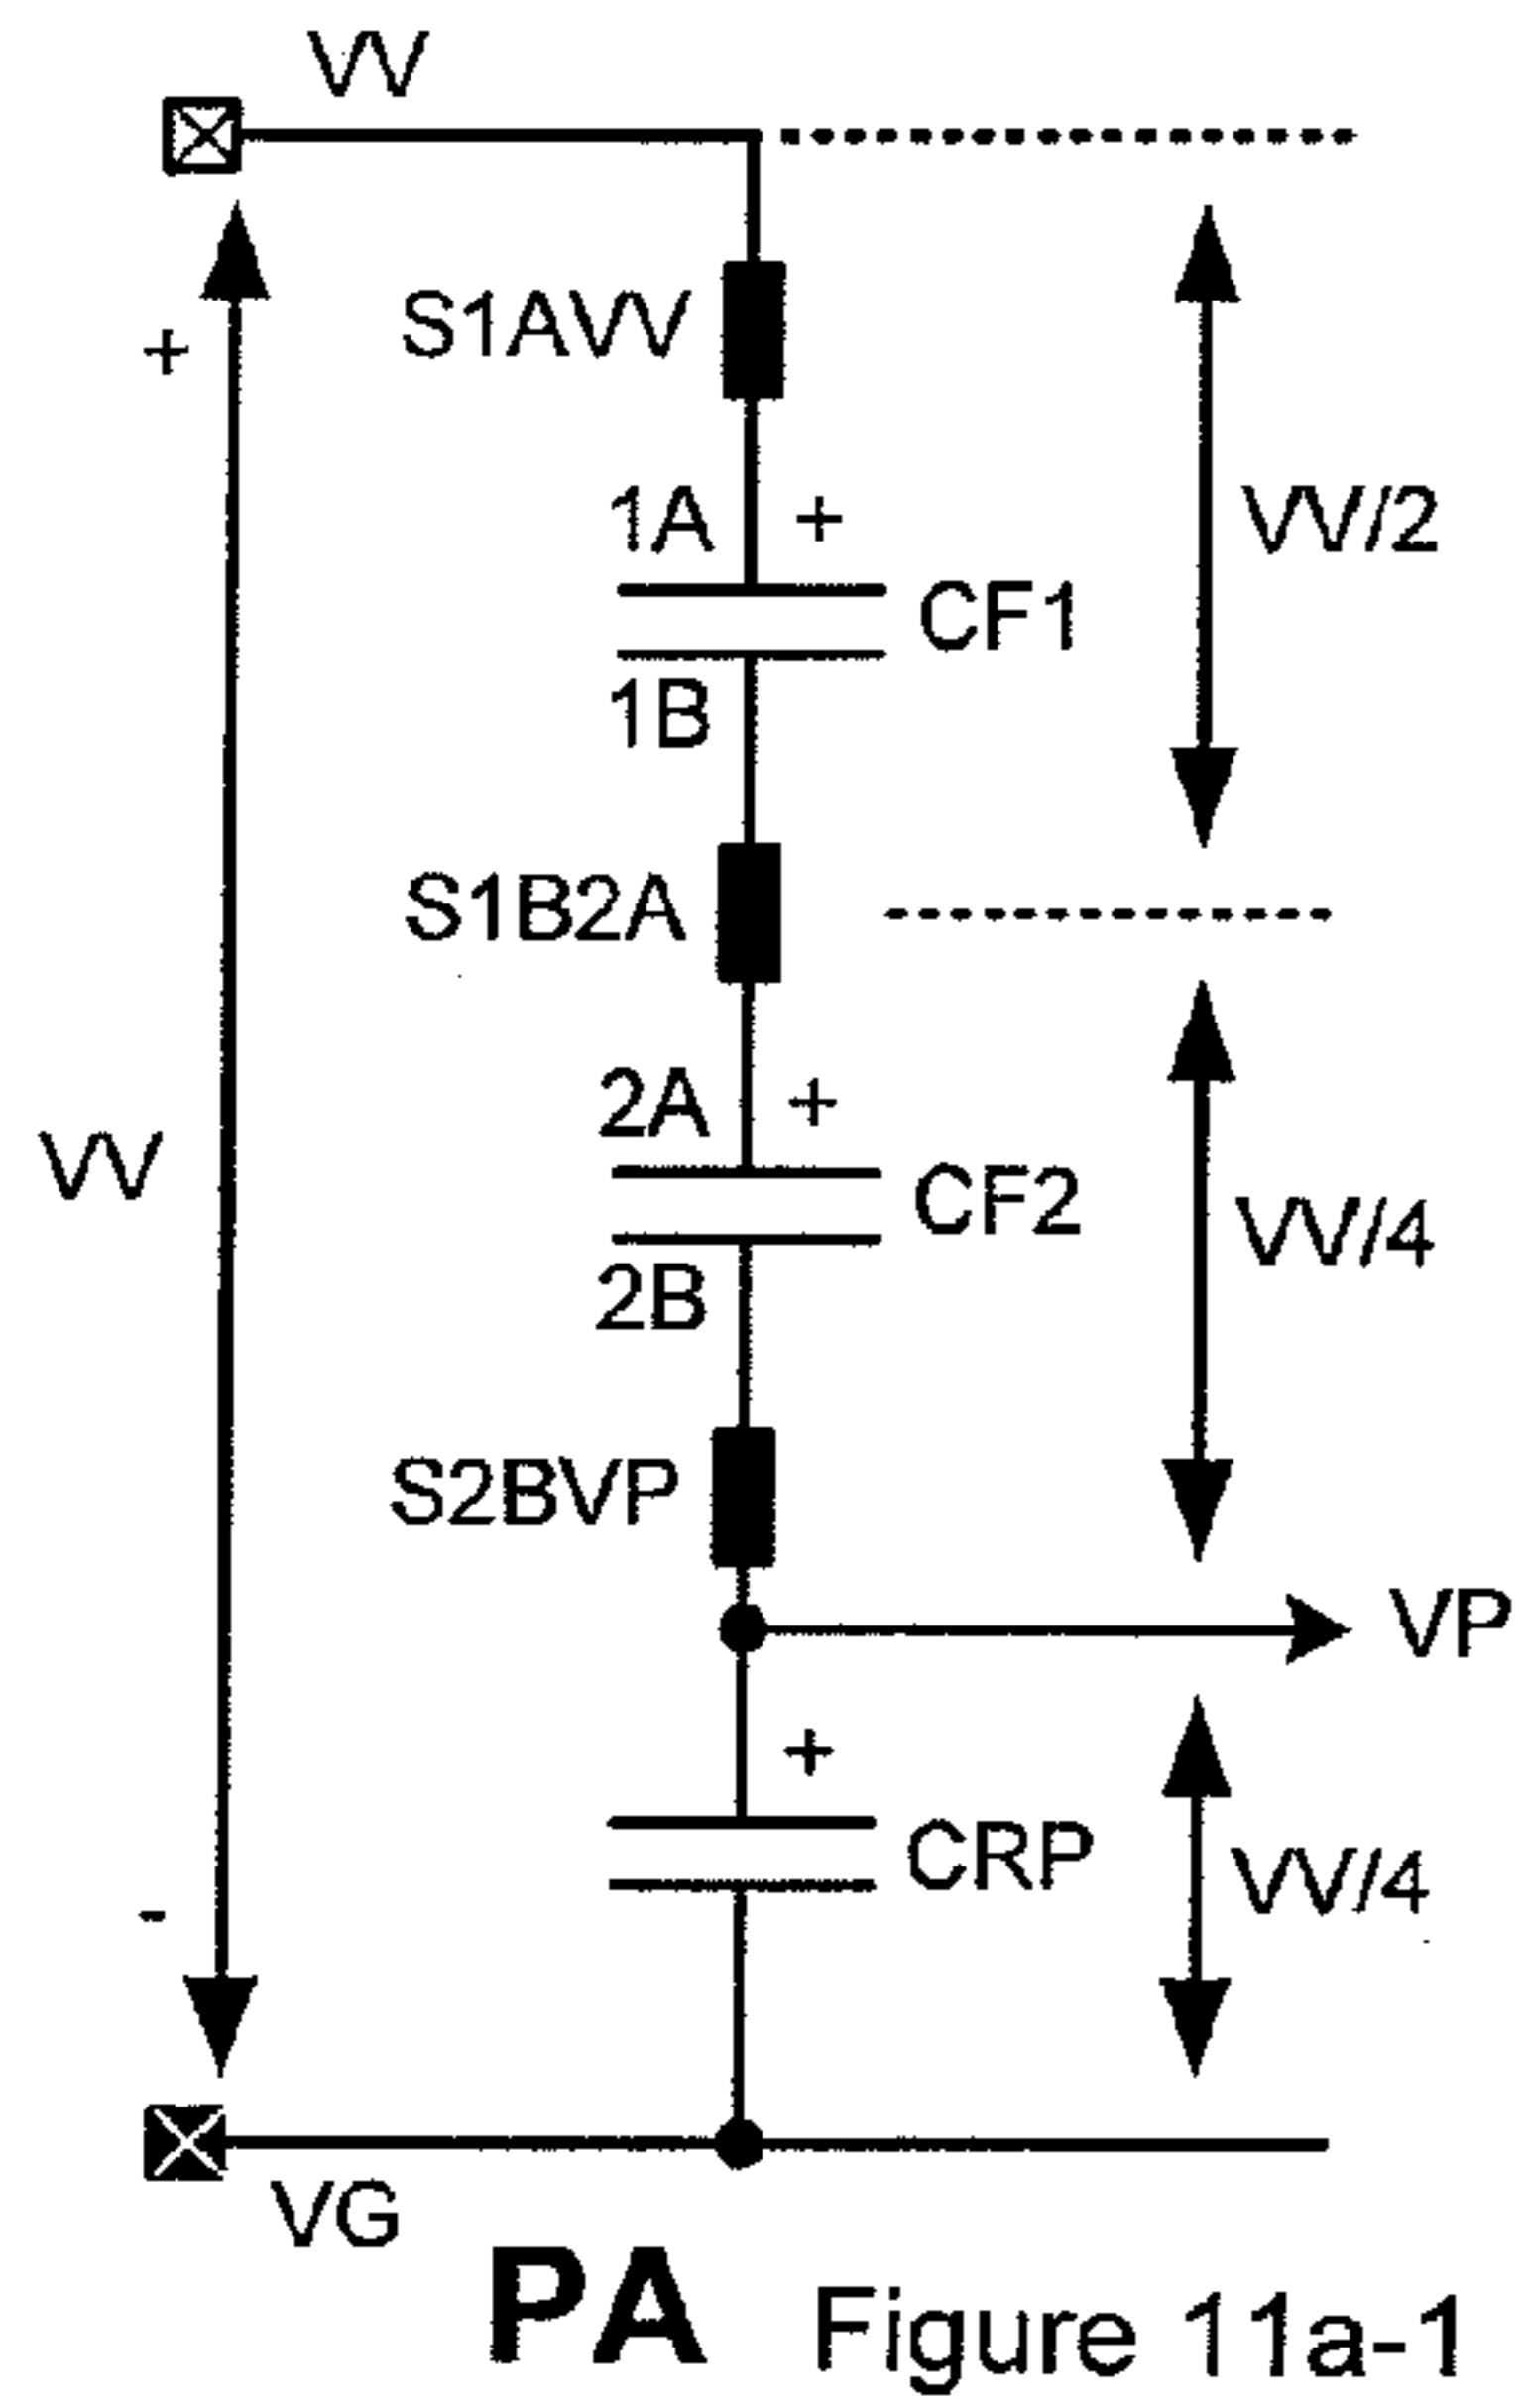 VV
S1AVV
+
1A +
VV/2
CF1
1B
S1B2A
2A +
VV
CF2
VV/4
2B
S2BVP
VP
+
CRP
VV/4
-
VG
PA Figure 11a-1